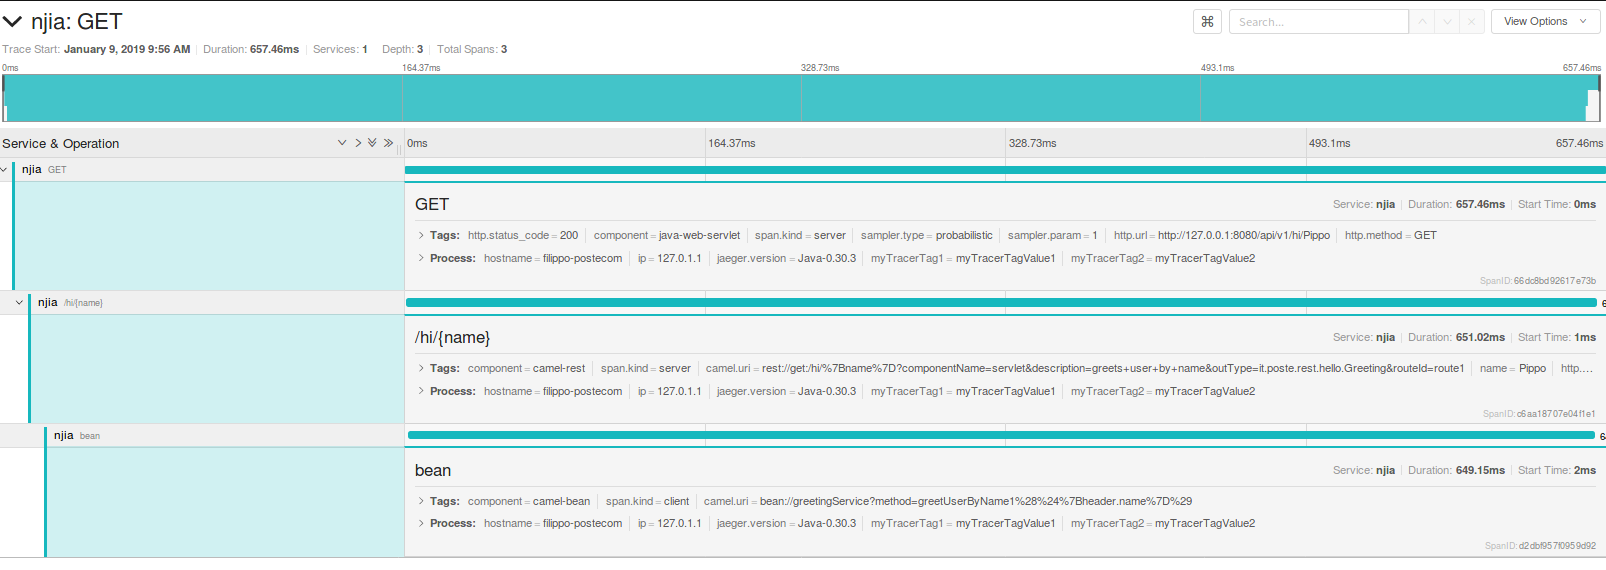 njia: GET
⌘ Search... View Options
Trace Start: January 9, 2019 9:56 AM Duration: 657.46ms Services: 1 Depth: 3 Total Spans: 3
0ms 164.37ms 328.73ms 493.1ms 657.46ms
Service & Operation 0ms 164.37ms 328.73ms 493.1ms 657.46ms
njia GET
GET Service: njia Duration: 657.46ms Start Time: 0ms
Tags: http.status_code = 200 component = java-web-servlet span.kind = server sampler.type = probabilistic sampler.param = 1 http.url = http://127.0.0.1:8080/api/v1/hi/Pippo http.method = GET
Process: hostname = filippo-postecom ip = 127.0.1.1 jaeger.version = Java-0.30.3 myTracerTag1 = myTracerTagValue1 myTracerTag2 = myTracerTagValue2
SpanID: 66dc8bd92617e73b
njia /hi/{name} 6
/hi/{name} Service: njia Duration: 651.02ms Start Time: 1ms
Tags: component = camel-rest span.kind = server camel.uri = rest://get:/hi/%7Bname%7D?componentName=servlet&description=greets+user+by+name&outType=it.poste.rest.hello.Greeting&routeId=route1 name = Pippo http....
Process: hostname = filippo-postecom ip = 127.0.1.1 jaeger.version = Java-0.30.3 myTracerTag1 = myTracerTagValue1 myTracerTag2 = myTracerTagValue2
SpanID: c6aa18707e04f1e1
njia bean 6
bean Service: njia Duration: 649.15ms Start Time: 2ms
Tags: component = camel-bean span.kind = client camel.uri = bean://greetingService?method=greetUserByName1%28%24%7Bheader.name%7D%29
Process: hostname = filippo-postecom ip = 127.0.1.1 jaeger.version = Java-0.30.3 myTracerTag1 = myTracerTagValue1 myTracerTag2 = myTracerTagValue2
SpanID: d2dbf957f0959d92